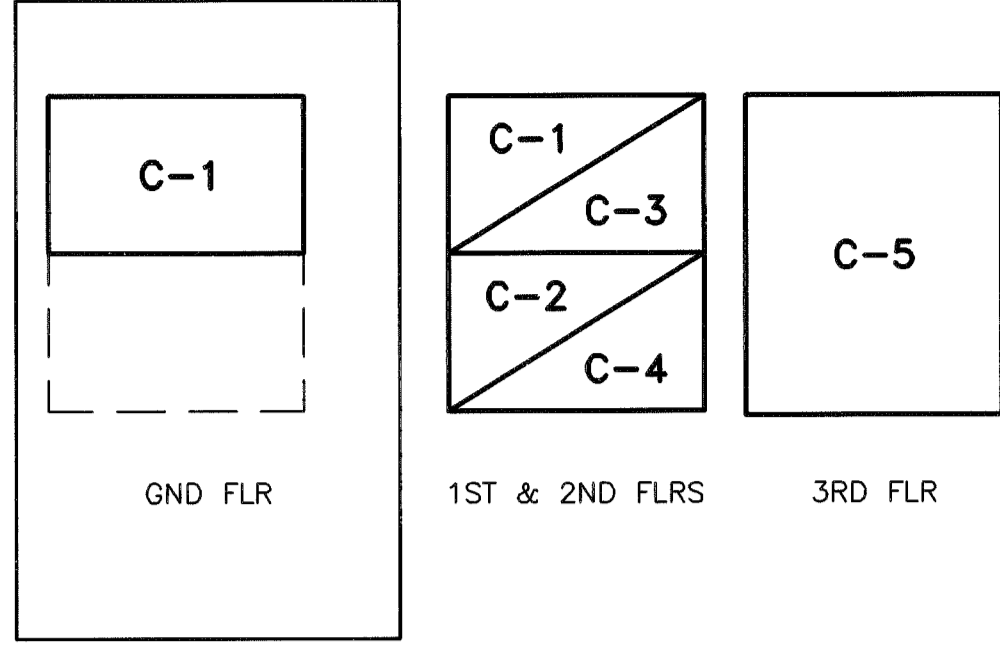 C-1
GND FLR
C-1
C-3
C-2
C-4
1ST & 2ND FLRS
C-5
3RD FLR